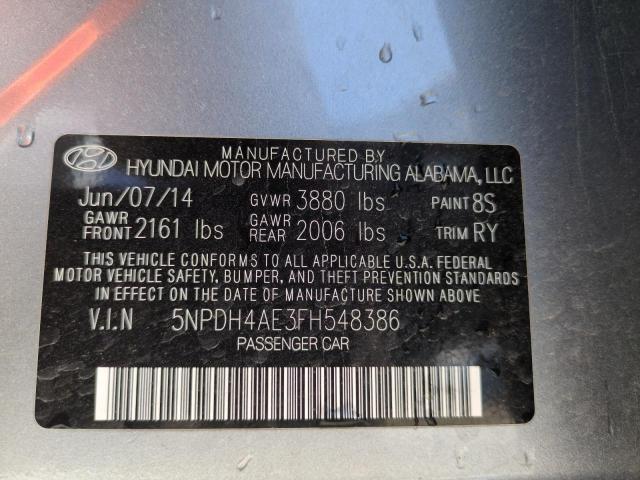 MANUFACTURED BY
HYUNDAI MOTOR MANUFACTURING ALABAMA, LLC
Jun/07/14 GVWR 3880 lbs PAINT 8S
GAWR FRONT 2161 lbs GAWR REAR 2006 lbs TRIM RY
THIS VEHICLE CONFORMS TO ALL APPLICABLE U.S.A. FEDERAL
MOTOR VEHICLE SAFETY, BUMPER, AND THEFT PREVENTION STANDARDS
IN EFFECT ON THE DATE OF MANUFACTURE SHOWN ABOVE.
V.I.N 5NPDH4AE3FH548386
PASSENGER CAR